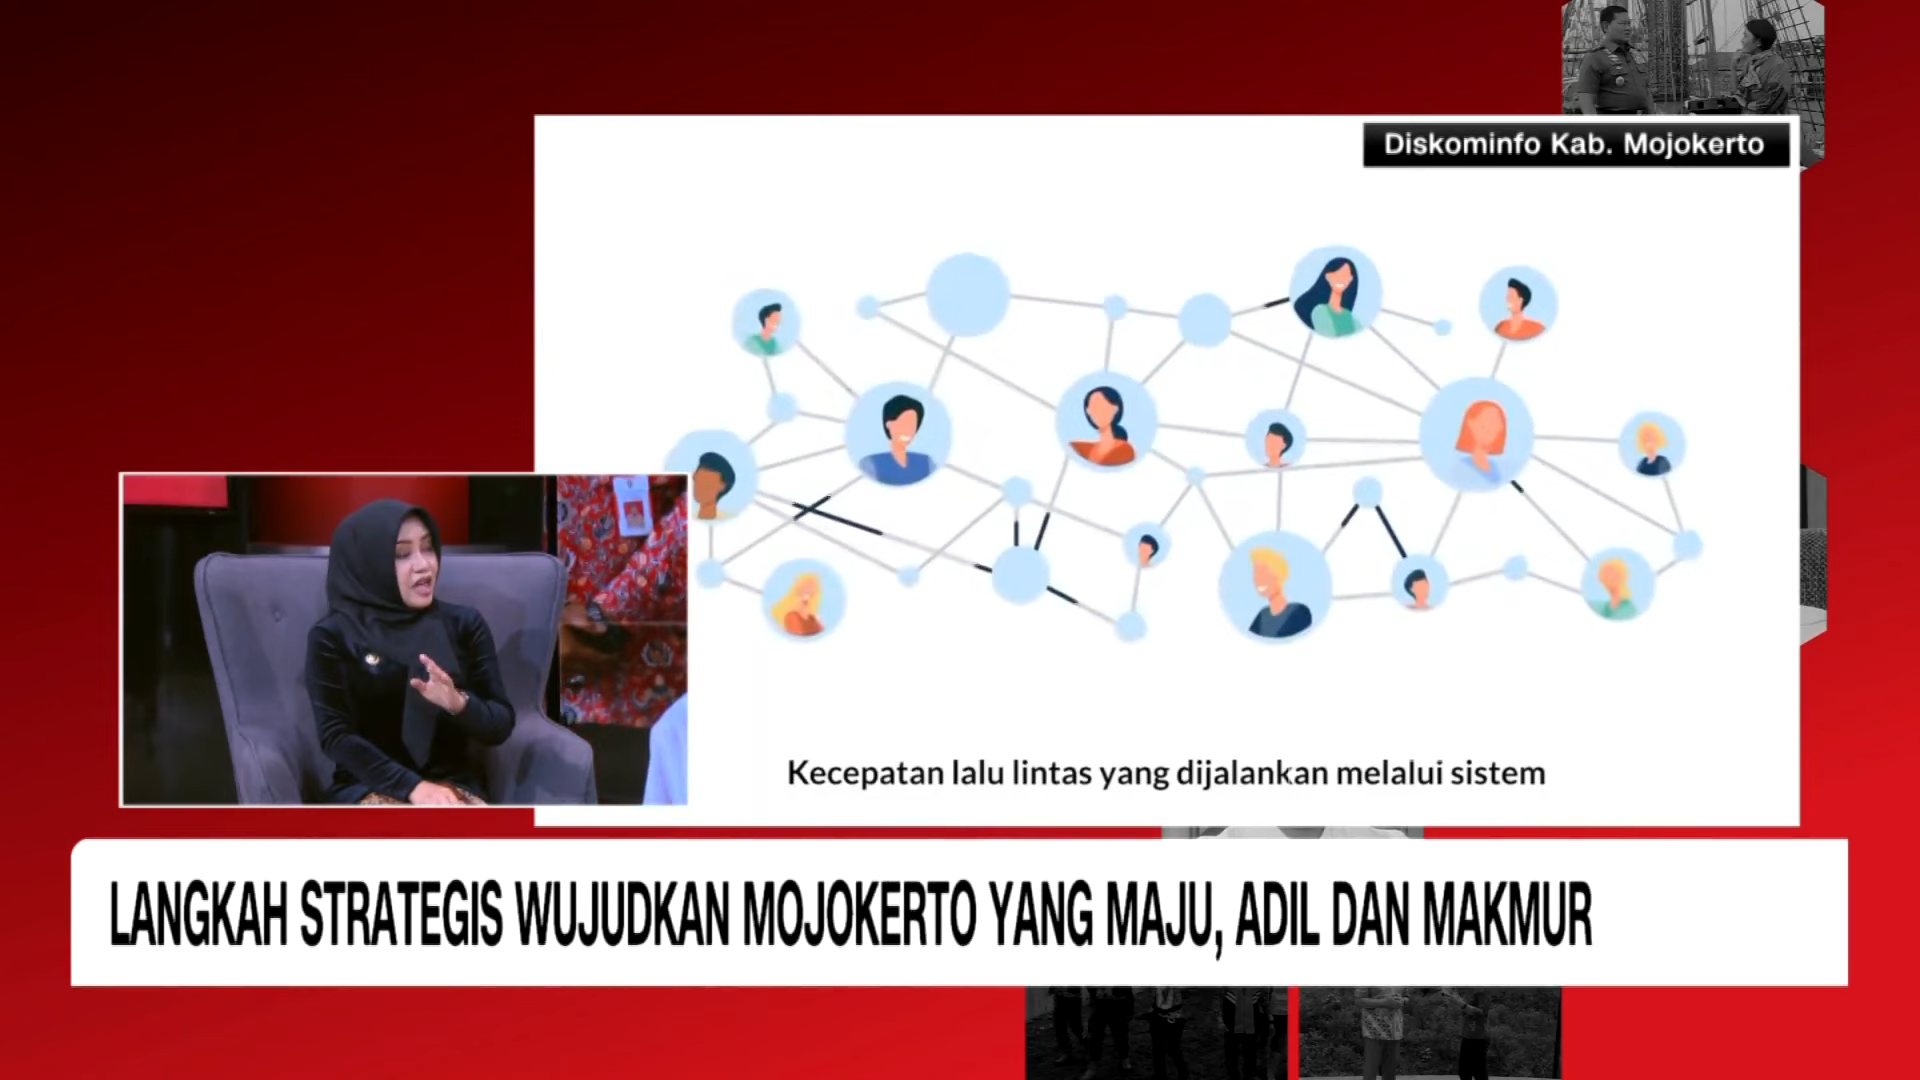 Diskominfo Kab. Mojokerto
Kecepatan lalu lintas yang dijalankan melalui sistem
LANGKAH STRATEGIS WUJUDKAN MOJOKERTO YANG MAJU, ADIL DAN MAKMUR